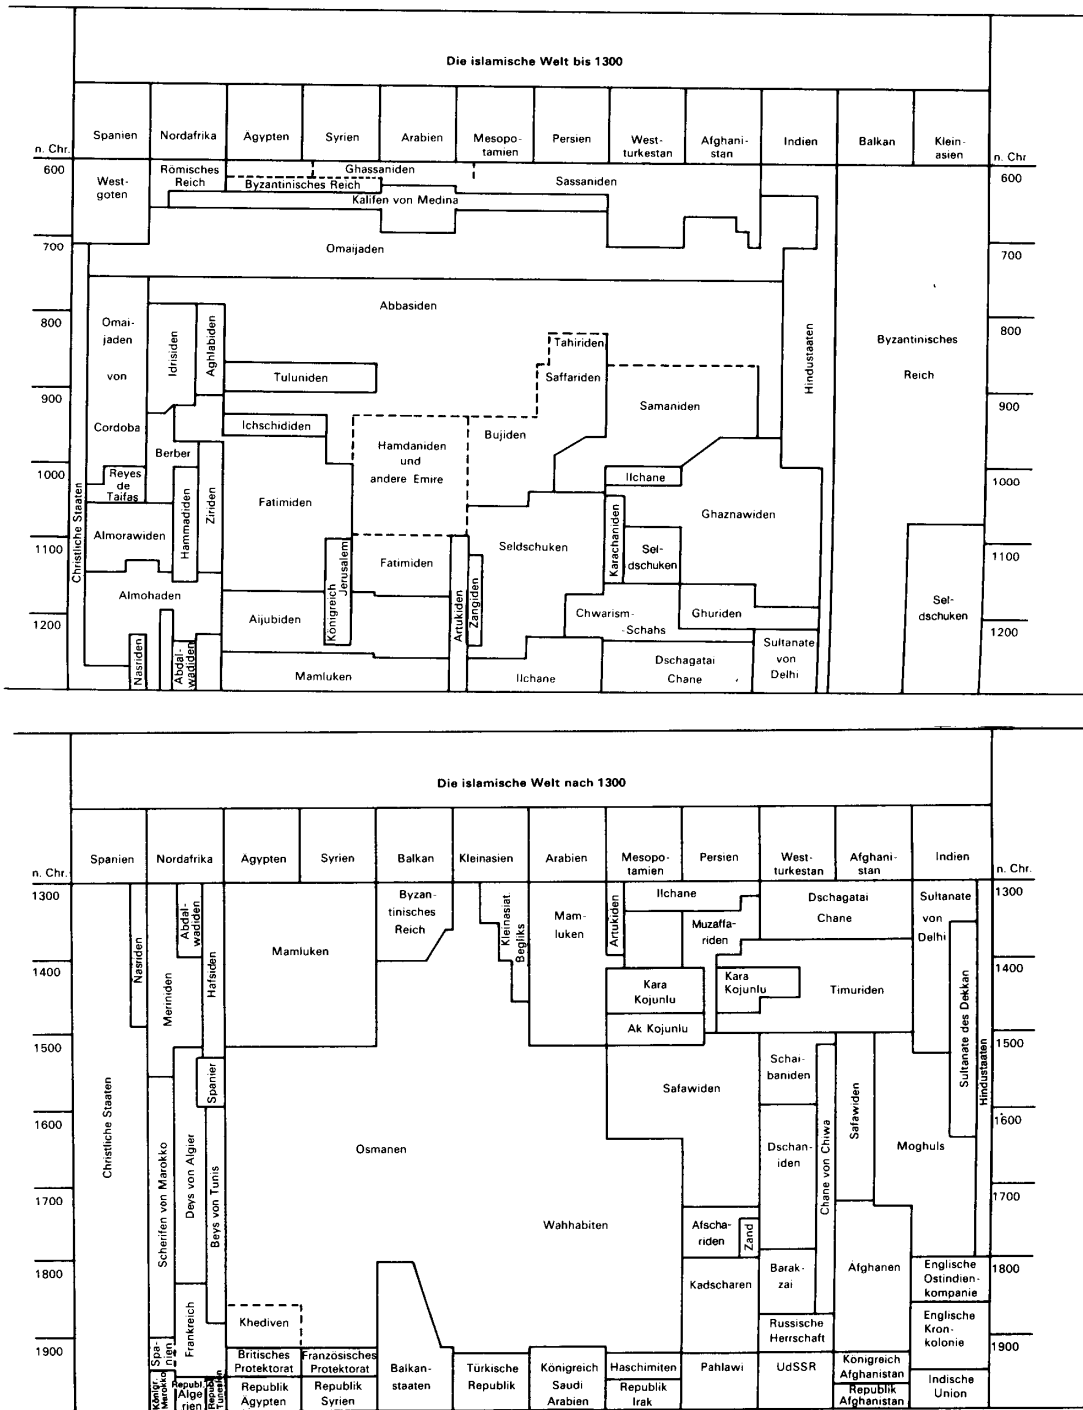 Die islamische Welt bis 1300
n. Chr.
Spanien
Nordafrika
Ägypten
Syrien
Arabien
Mesopo-
tamien
Persien
West-
turkestan
Afghani-
stan
Indien
Balkan
Klein-
asien
n. Chr
600
West-
goten
Römisches
Reich
Ghassaniden
Byzantinisches Reich
Sassaniden
600
Kalifen von Medina
700
Omaijaden
700
Abbasiden
800
Omai-
jaden
von
Cordoba
Idrisiden
Aghlabiden
Tahiriden
Saffariden
Hindustaaten
Byzantinisches
Reich
800
Tuluniden
900
Samaniden
900
Ichschididen
Bujiden
Hamdaniden
und
andere Emire
Berber
1000
Reyes
de
Taifas
Hammadiden
Ziriden
Fatimiden
Ilchane
1000
Christliche Staaten
Almorawiden
Karachaniden
Ghaznawiden
1100
Königreich
Jerusalem
Fatimiden
Seldschuken
Sel-
dschuken
1100
Almohaden
Artukiden
Zangiden
Aijubiden
Chwarism-
-Schahs
Ghuriden
Sel-
dschuken
1200
Nasriden
Abdal-
wadiden
Sultanate
von
Delhi
1200
Mamluken
Ilchane
Dschagatai
Chane
Die islamische Welt nach 1300
n. Chr.
Spanien
Nordafrika
Ägypten
Syrien
Balkan
Kleinasien
Arabien
Mesopo-
tamien
Persien
West-
turkestan
Afghani-
stan
Indien
n. Chr.
1300
Nasriden
Meriniden
Abdal-
wadiden
Hafsiden
Mamluken
Byzan-
tinisches
Reich
Kleinasiat.
Begliks
Mam-
luken
Artukiden
Ilchane
Muzaffa-
riden
Dschagatai
Chane
Sultanate
von
Delhi
1300
1400
Kara
Kojunlu
Kara
Kojunlu
Timuriden
Sultanate des Dekkan
Hindustaaten
1400
Ak Kojunlu
1500
Christliche Staaten
Spanier
Safawiden
Schai-
baniden
1500
1600
Scherifen von Marokko
Deys von Algier
Beys von Tunis
Osmanen
Dschan-
iden
Chane von Chiwa
Safawiden
Moghuls
1600
1700
Wahhabiten
Afscha-
riden
Zand
1700
1800
Frankreich
Kadscharen
Barak-
zai
Afghanen
Englische
Ostindien-
kompanie
1800
Khediven
Russische
Herrschaft
Englische
Kron-
kolonie
1900
Spa-
nien
Britisches
Protektorat
Französisches
Protektorat
Balkan-
staaten
Türkische
Republik
Königreich
Saudi
Arabien
Haschimiten
Pahlawi
UdSSR
Königreich
Afghanistan
1900
Königr.
Marokko
Republ.
Alge
rien
Republ.
Tunesien
Republik
Ägypten
Republik
Syrien
Republik
Irak
Republik
Afghanistan
Indische
Union